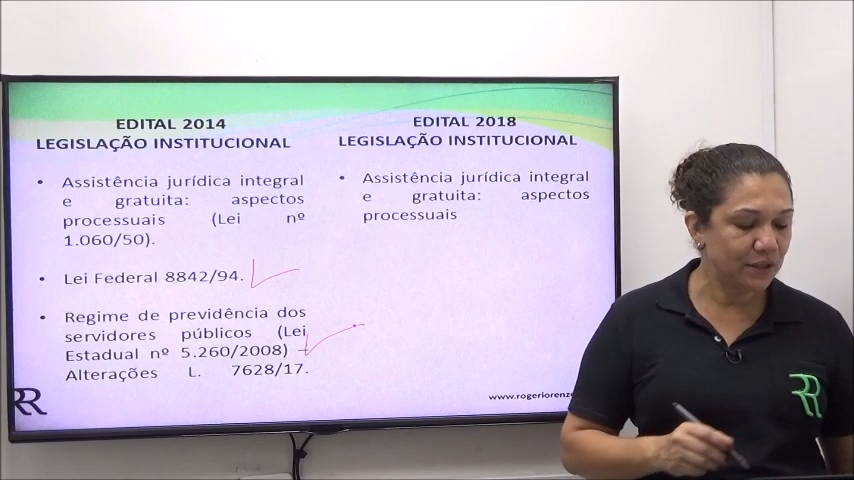 EDITAL 2014
LEGISLAÇÃO INSTITUCIONAL
• Assistência jurídica integral
e gratuita: aspectos
processuais (Lei nº
1.060/50).
• Lei Federal 8842/94.
• Regime de previdência dos
servidores públicos (Lei
Estadual nº 5.260/2008) –
Alterações L. 7628/17.
EDITAL 2018
LEGISLAÇÃO INSTITUCIONAL
• Assistência jurídica integral
e gratuita: aspectos
processuais
RR
RR